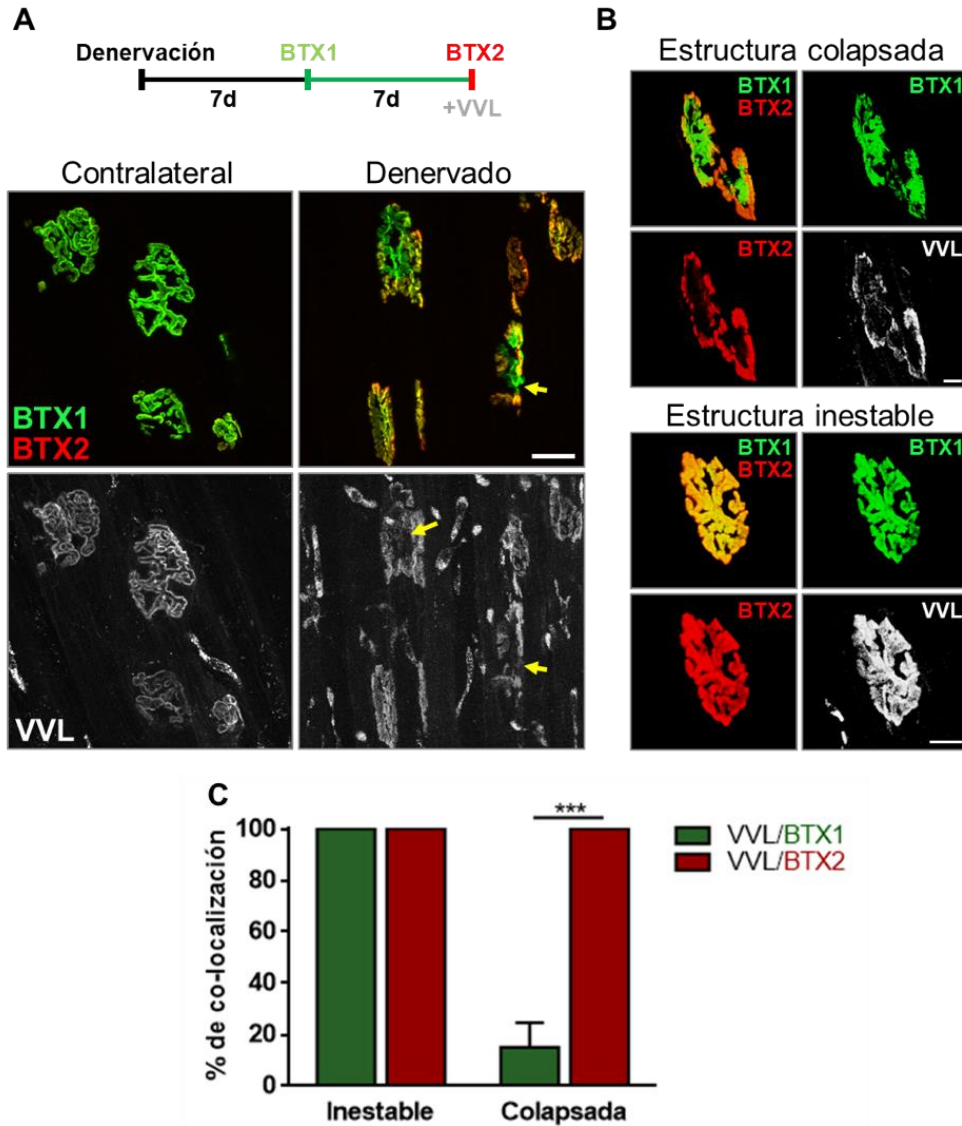 A
Denervación
BTX1
BTX2
7d
7d
+VVL
Contralateral
Denervado
BTX1
BTX2
VVL
B
Estructura colapsada
BTX1
BTX2
BTX1
BTX2
VVL
Estructura inestable
BTX1
BTX2
BTX1
BTX2
VVL
C
% de co-localización
100
80
60
40
20
0
***
Inestable
Colapsada
VVL/BTX1
VVL/BTX2